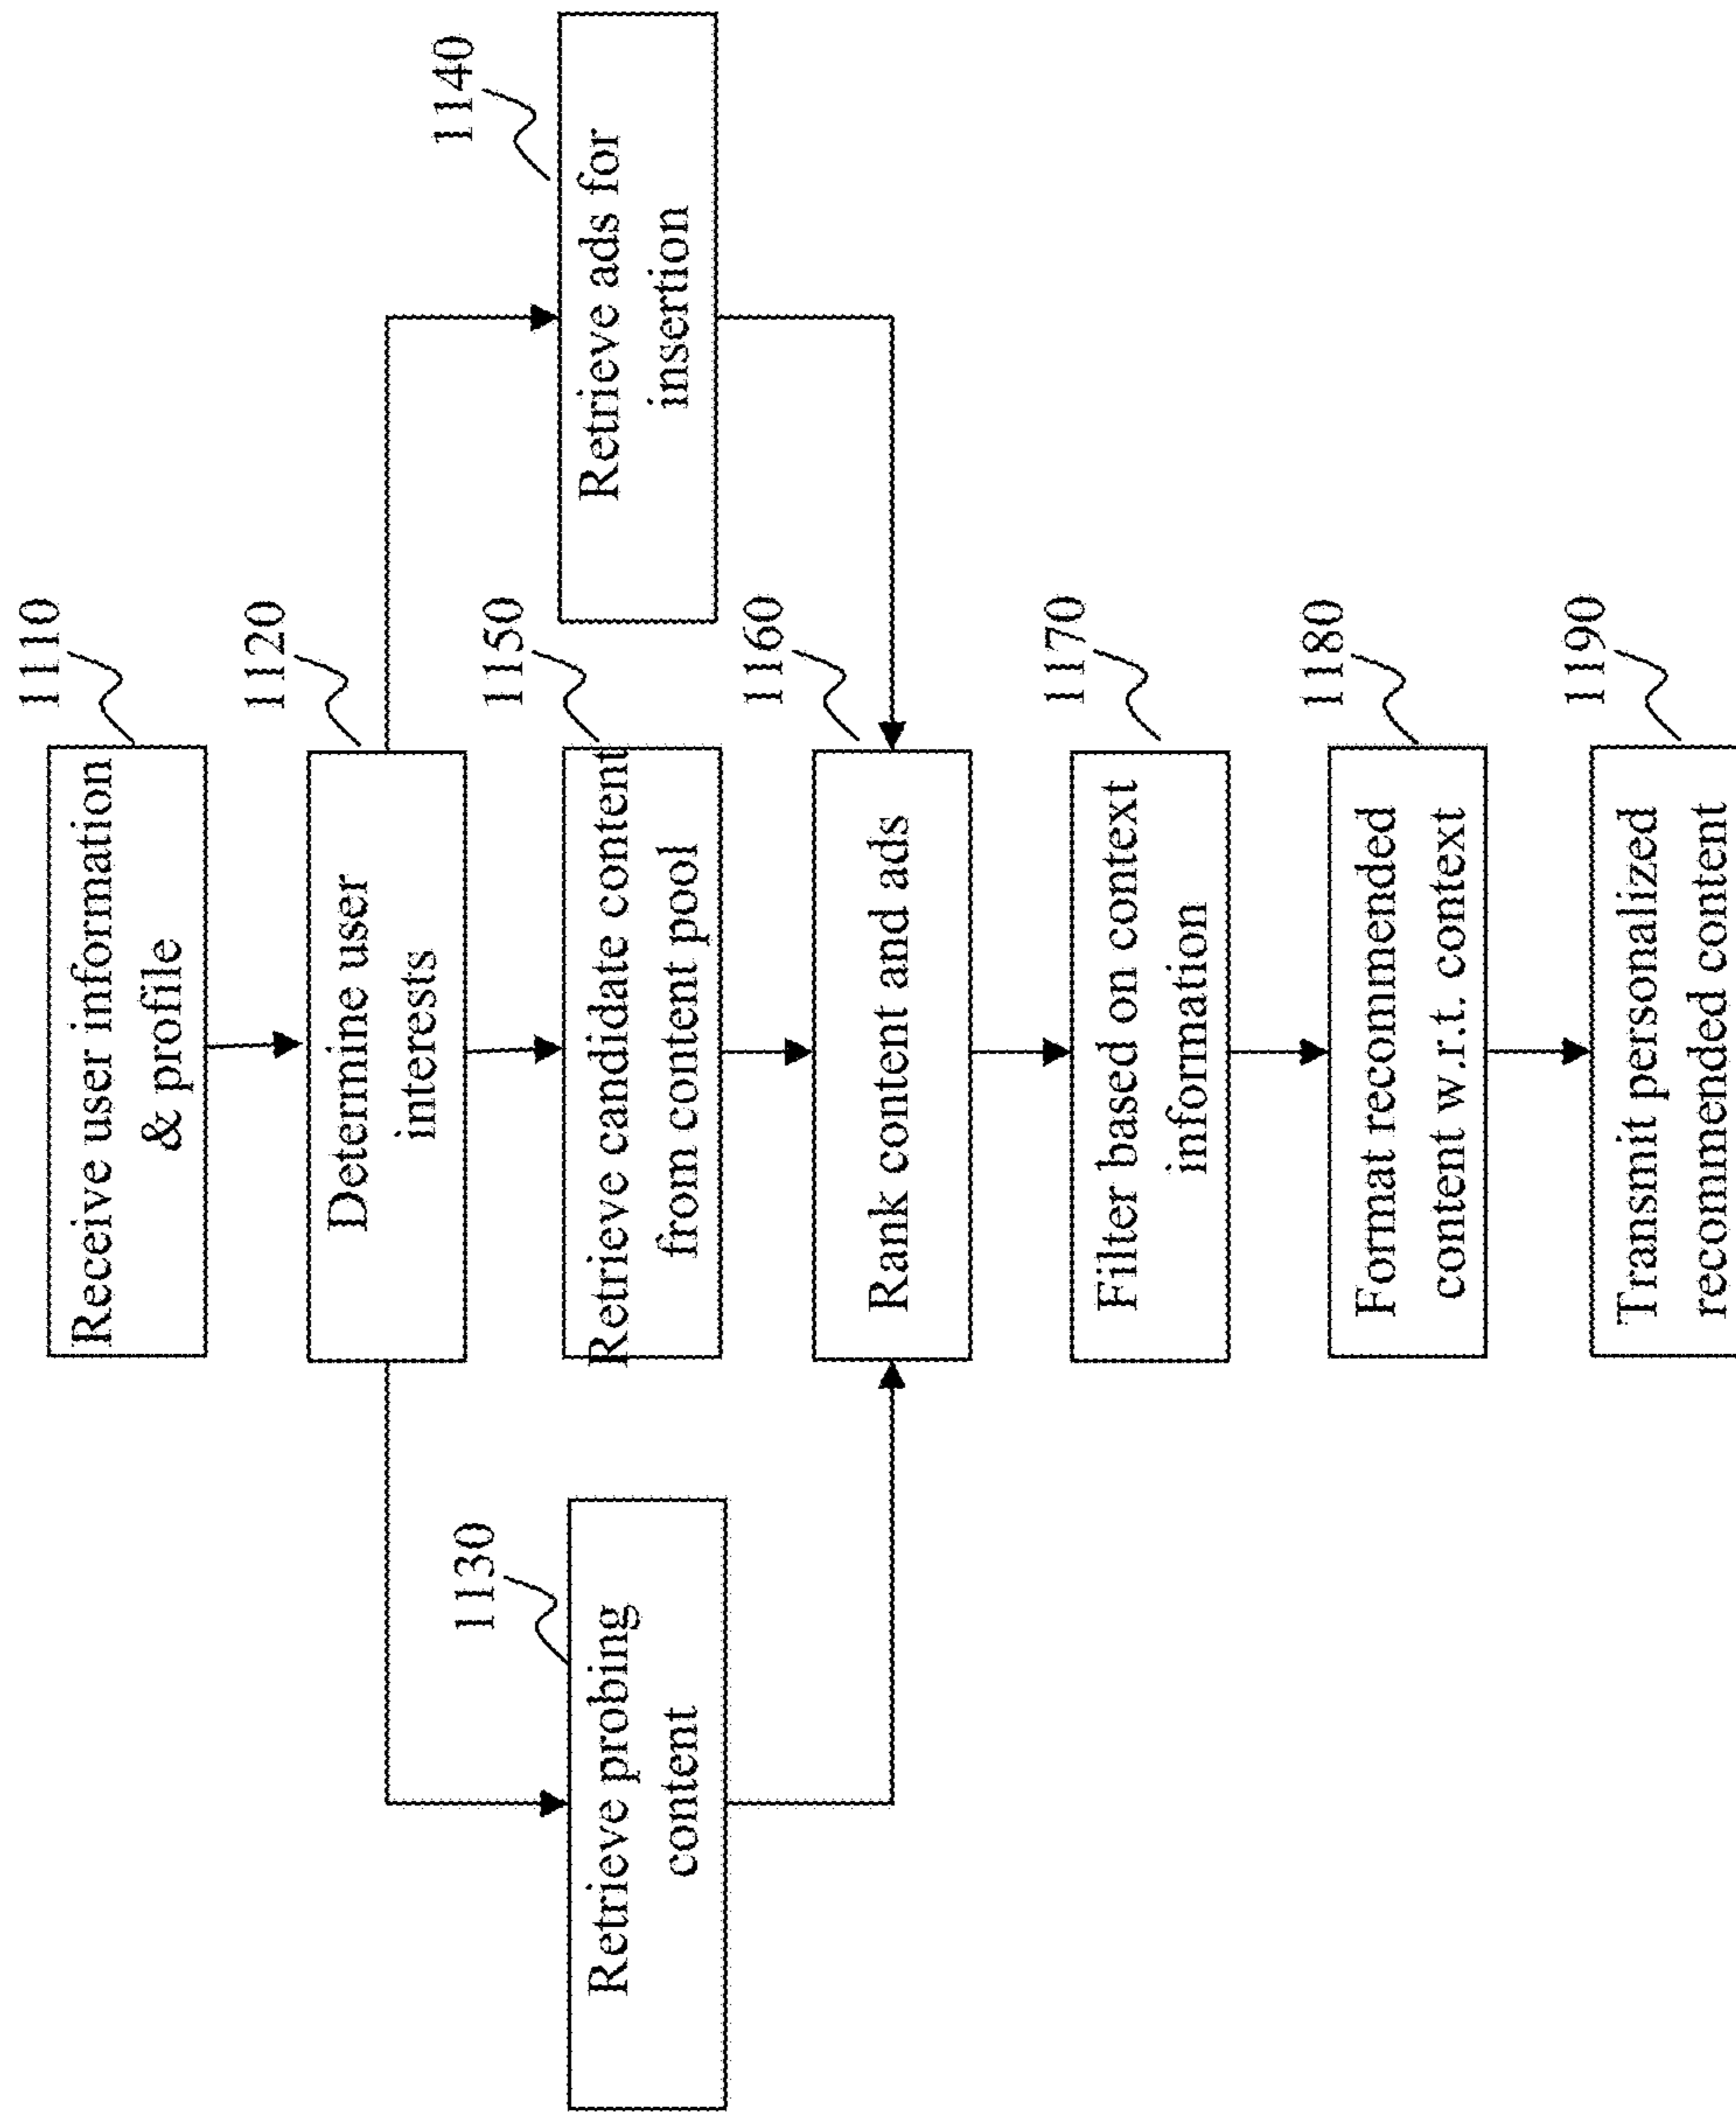 1110
Receive user information
& profile
1120
Determine user
interests
1130
Retrieve probing
content
1150
Retrieve candidate content
from content pool
1140
Retrieve ads for
insertion
1160
Rank content and ads
1170
Filter based on context
information
1180
Format recommended
content w.r.t. context
1190
Transmit personalized
recommended content